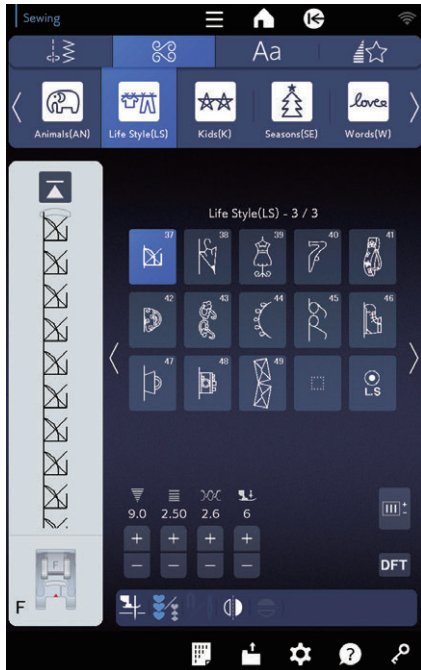 Sewing
Aa
Animals(AN) Life Style(LS) Kids(K) Seasons(SE) Words(W)
love
Life Style(LS) - 3 / 3
37 38 39 40 41
42 43 44 45 46
47 48 49 L.S
9.0 2.50 2.6 6
+ + + +
− − − −
DFT
F
F
?